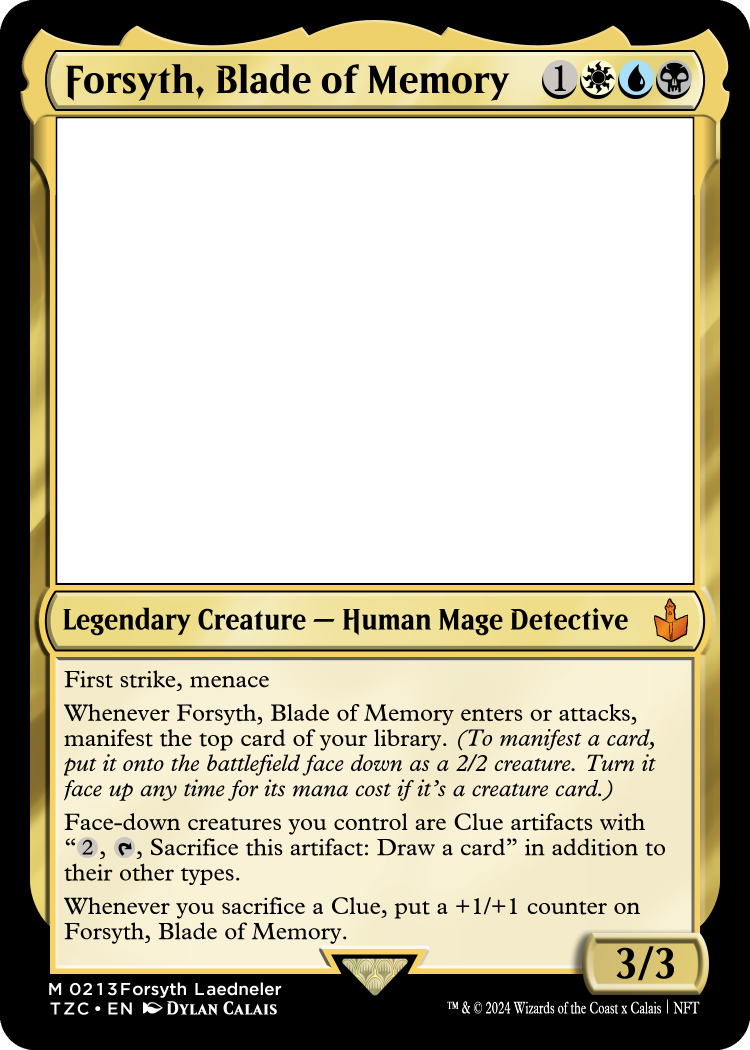 Forsyth, Blade of Memory 1
Legendary Creature — Human Mage Detective
First strike, menace
Whenever Forsyth, Blade of Memory enters or attacks,
manifest the top card of your library. (To manifest a card,
put it onto the battlefield face down as a 2/2 creature. Turn it
face up any time for its mana cost if it's a creature card.)
Face-down creatures you control are Clue artifacts with
“2, , Sacrifice this artifact: Draw a card” in addition to
their other types.
Whenever you sacrifice a Clue, put a +1/+1 counter on
Forsyth, Blade of Memory.
3/3
M 0213Forsyth Laedneler
TZC • EN Dylan Calais
™ & © 2024 Wizards of the Coast x Calais | NFT